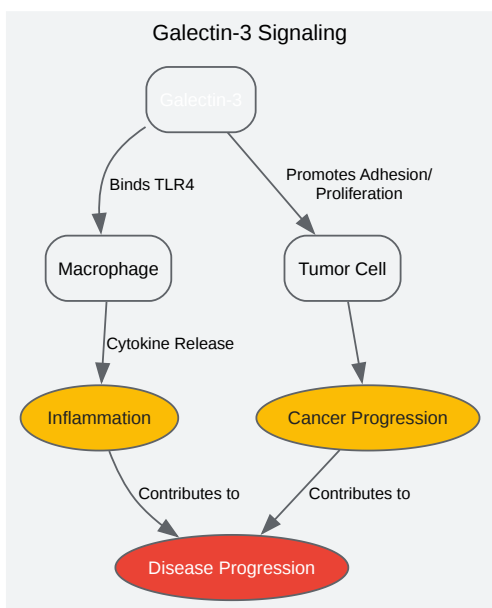 Galectin-3 Signaling
Galectin-3
Binds TLR4
Promotes Adhesion/
Proliferation
Macrophage
Tumor Cell
Cytokine Release
Inflammation
Cancer Progression
Contributes to
Contributes to
Disease Progression